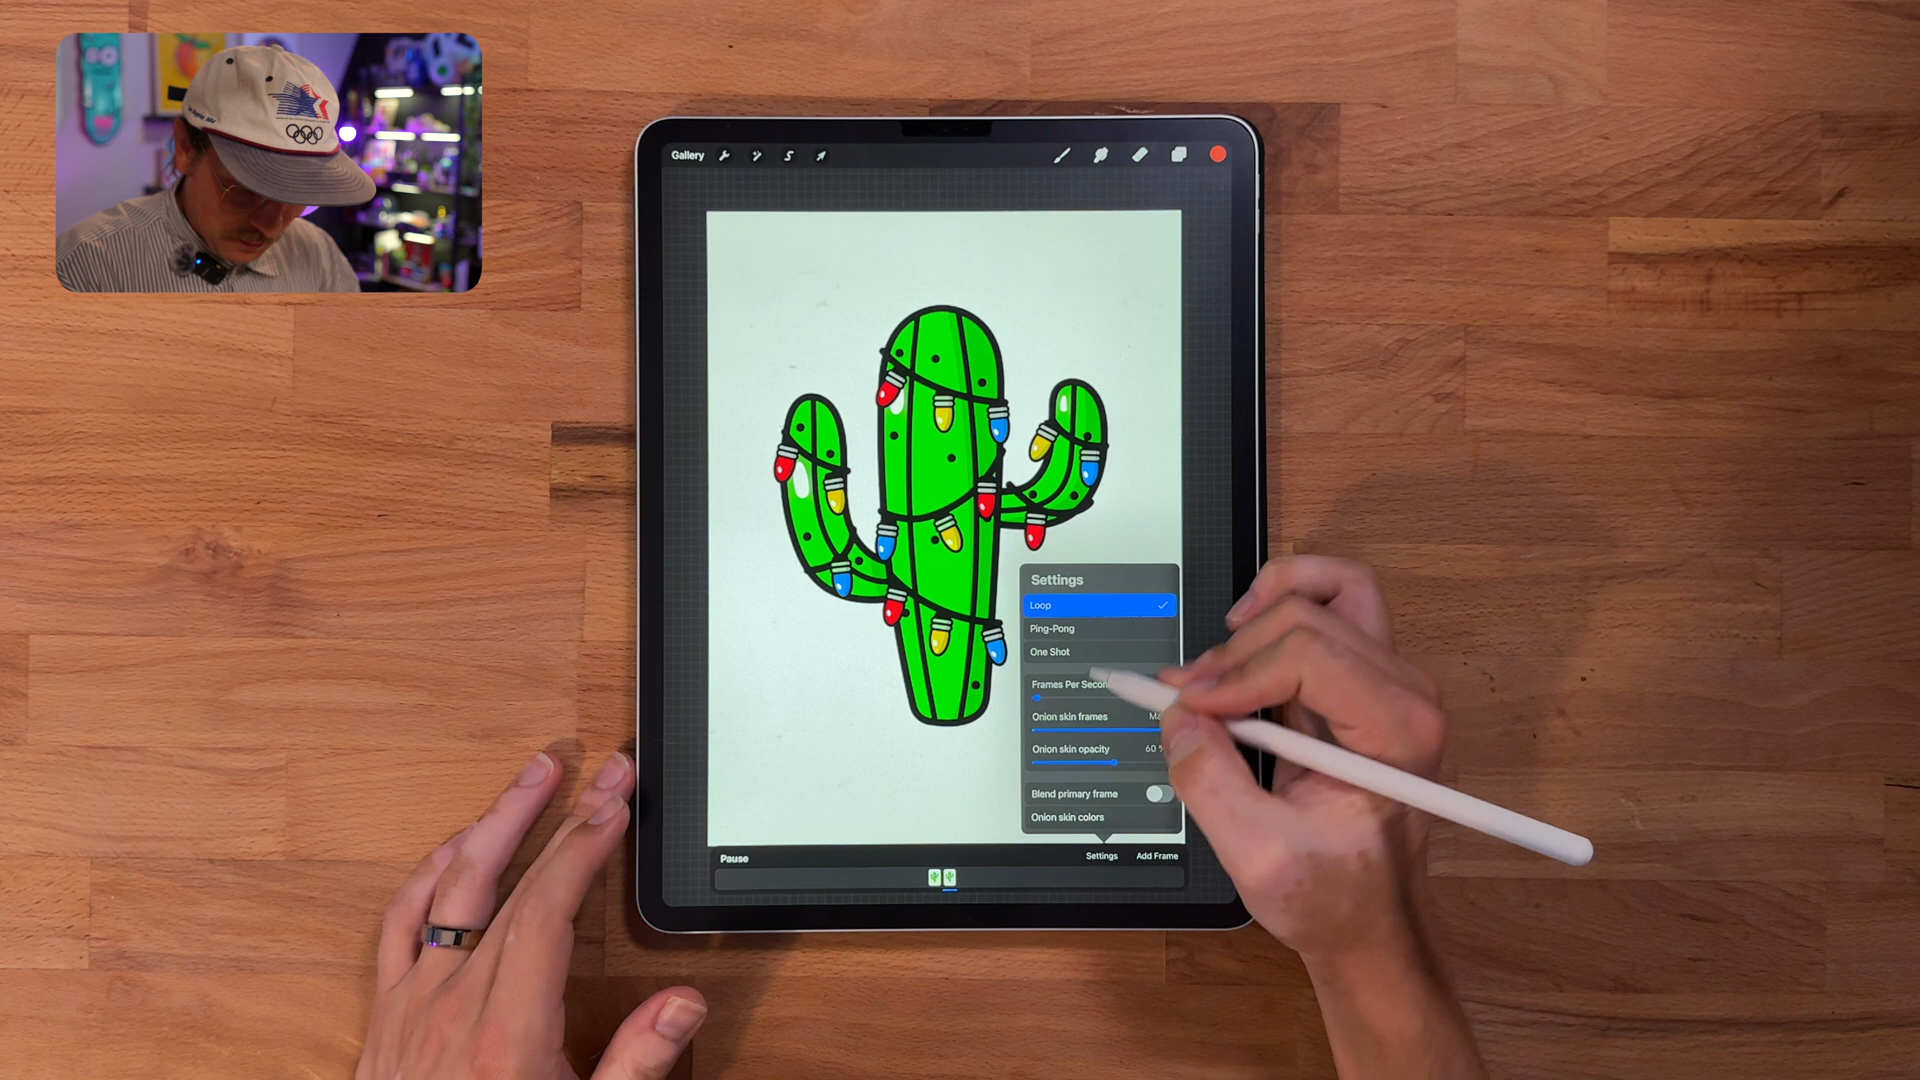 Gallery
Settings
Loop
Ping-Pong
One Shot
Frames Per
Onion skin frames
Onion skin opacity 60 %
Blend primary frame
Onion skin colors
Pause
Settings Add Frame